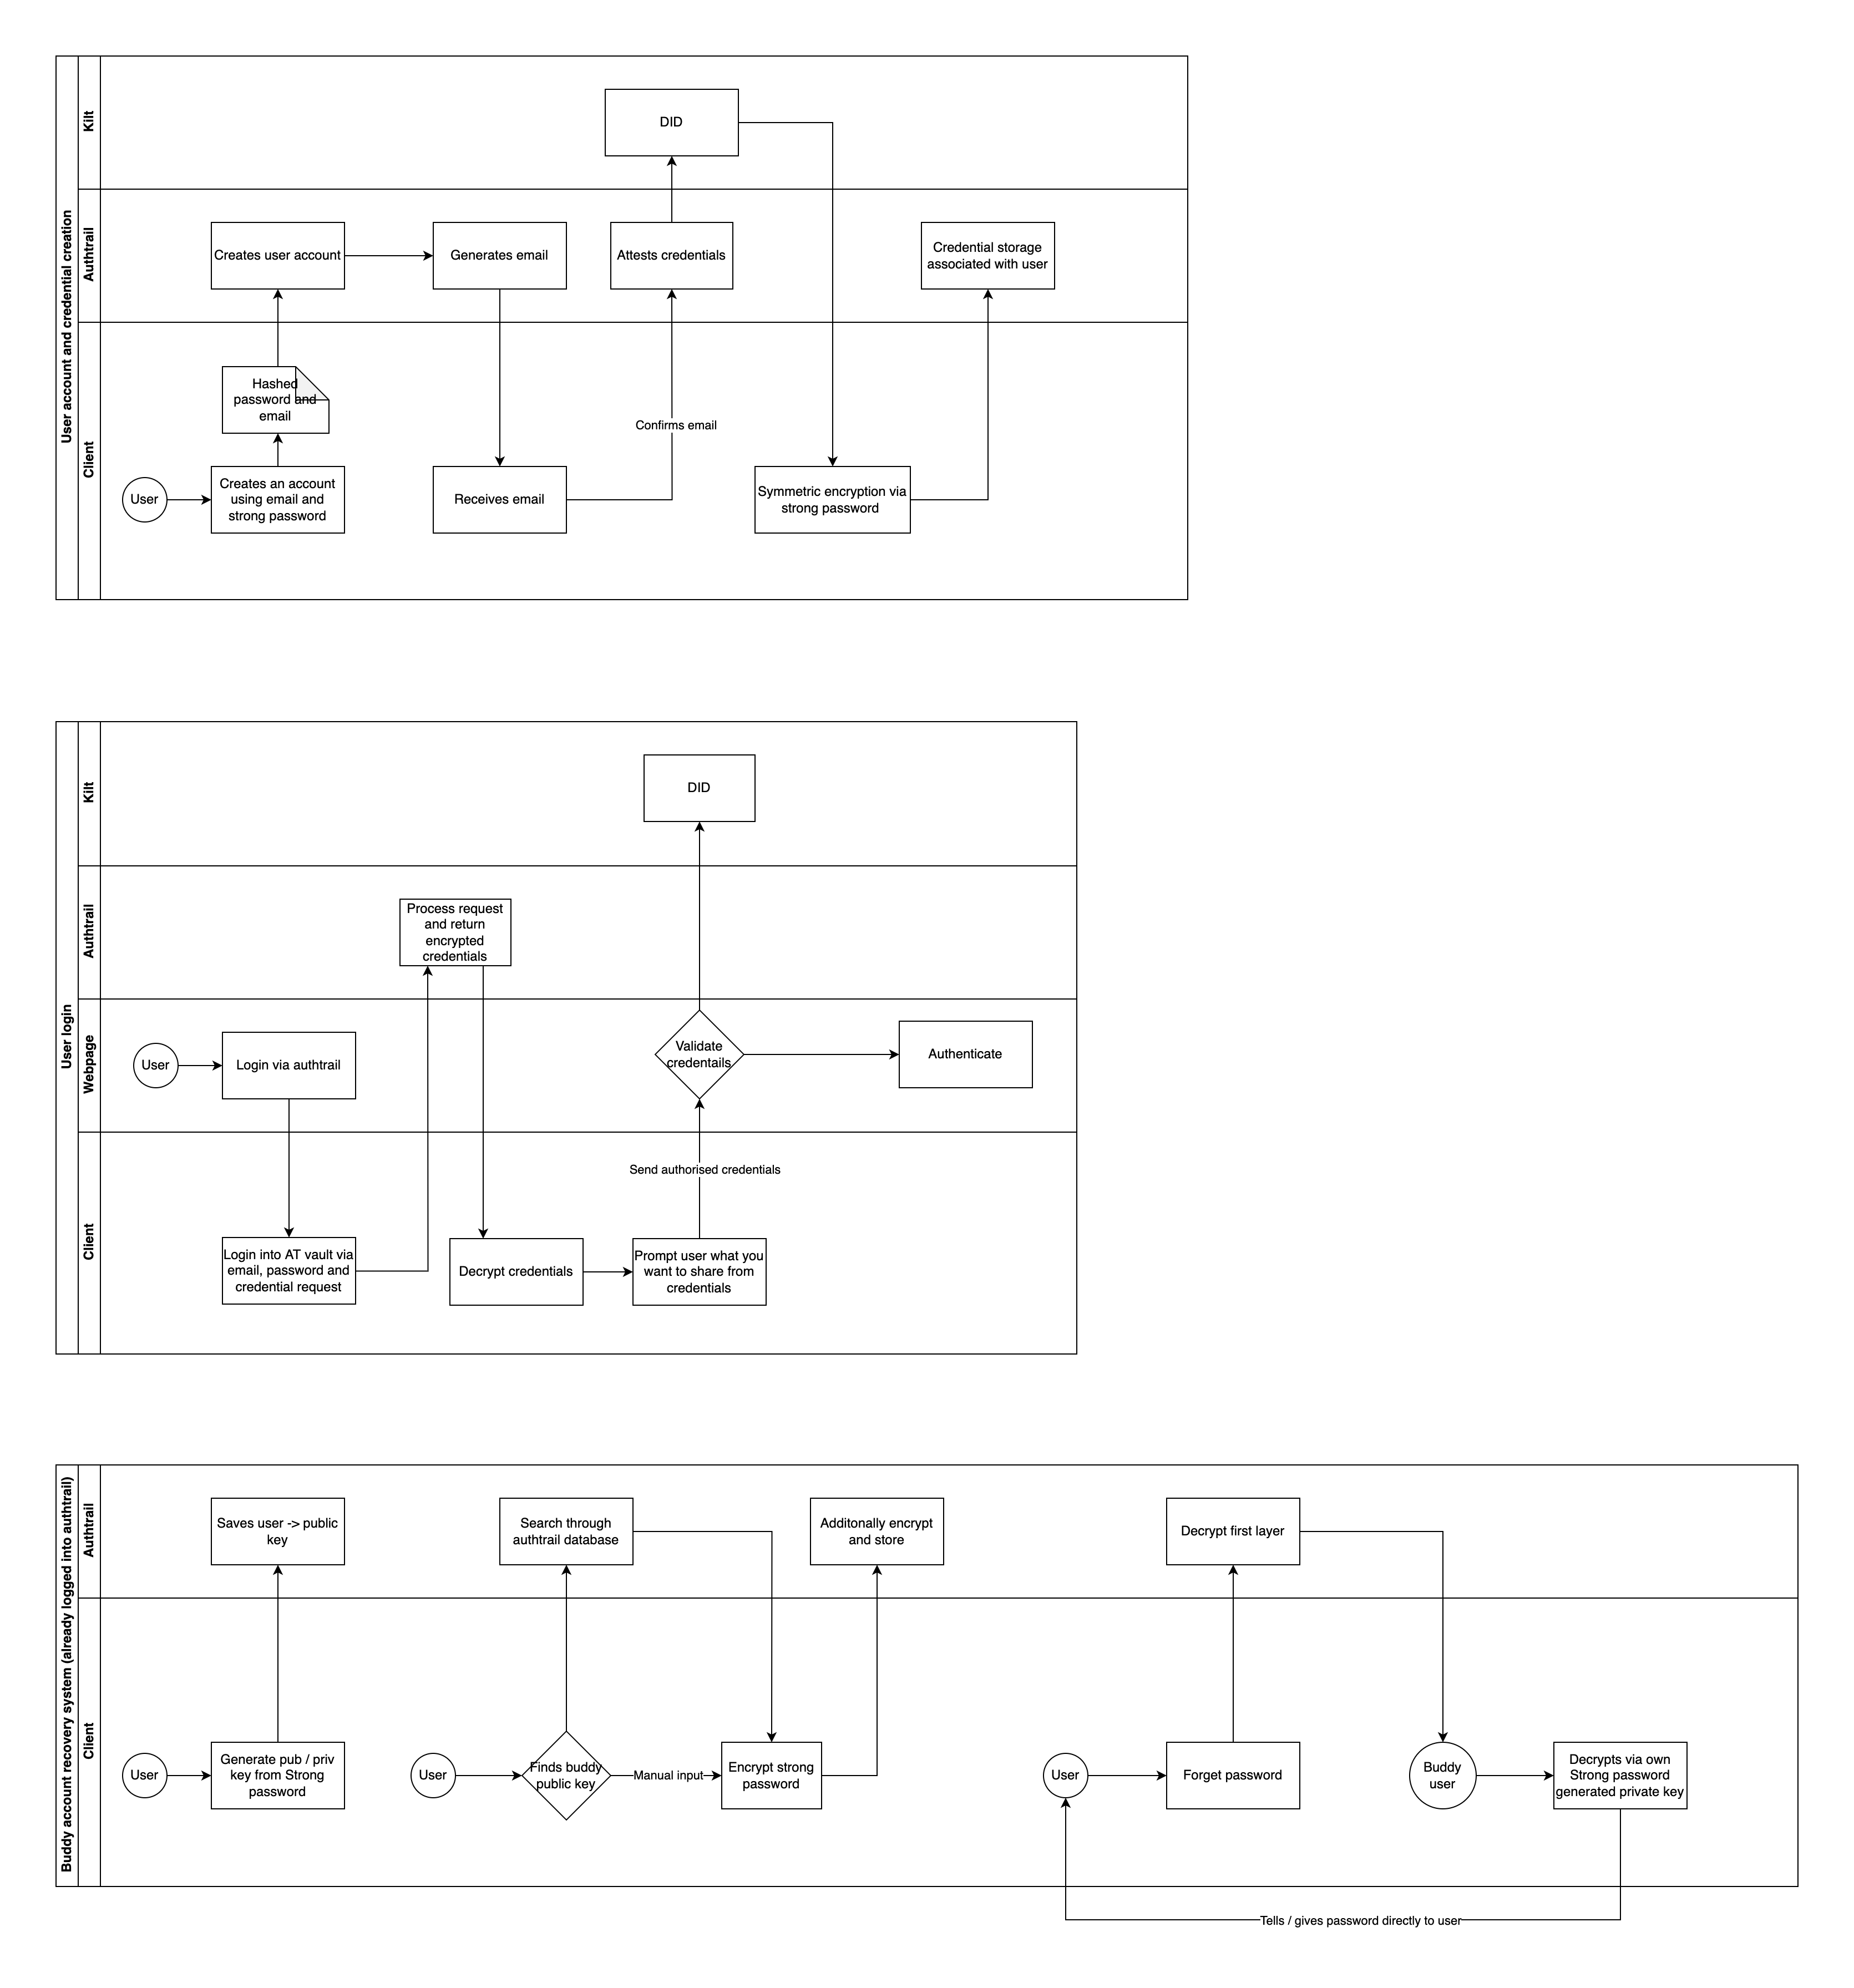 User account and credential creation
Kilt
DID
Authtrail
Creates user account
Generates email
Attests credentials
Credential storage
associated with user
Client
Hashed
password and
email
Confirms email
User
Creates an account
using email and
strong password
Receives email
Symmetric encryption via
strong password
User login
Kilt
DID
Authtrail
Process request
and return
encrypted
credentials
Webpage
User
Login via authtrail
Validate
credentails
Authenticate
Client
Send authorised credentials
Login into AT vault via
email, password and
credential request
Decrypt credentials
Prompt user what you
want to share from
credentials
Buddy account recovery system (already logged into authtrail)
Authtrail
Saves user -> public
key
Search through
authtrail database
Additonally encrypt
and store
Decrypt first layer
Client
User
Generate pub / priv
key from Strong
password
User
Finds buddy
public key
Manual input
Encrypt strong
password
User
Forget password
Buddy
user
Decrypts via own
Strong password
generated private key
Tells / gives password directly to user